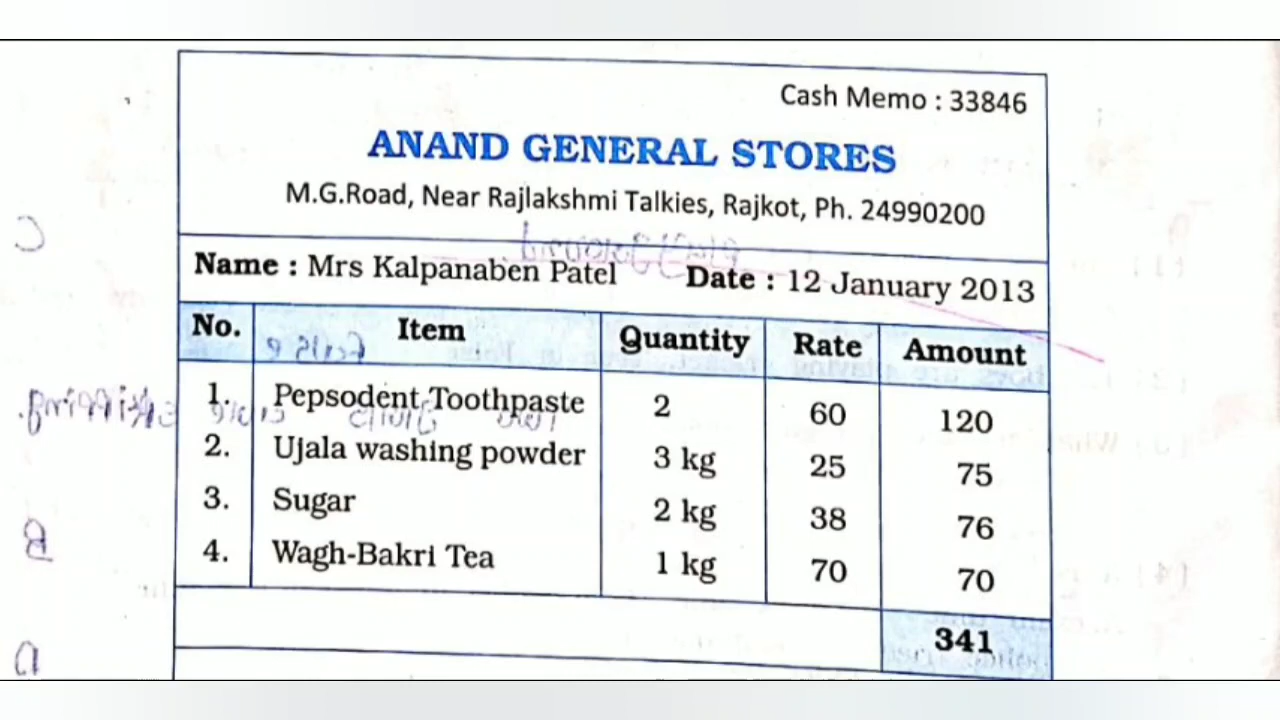 Cash Memo : 33846
ANAND GENERAL STORES
M.G.Road, Near Rajlakshmi Talkies, Rajkot, Ph. 24990200
Name : Mrs Kalpanaben Patel Date : 12 January 2013
No. Item Quantity Rate Amount
1. Pepsodent Toothpaste 2 60 120
2. Ujala washing powder 3 kg 25 75
3. Sugar 2 kg 38 76
4. Wagh-Bakri Tea 1 kg 70 70
341